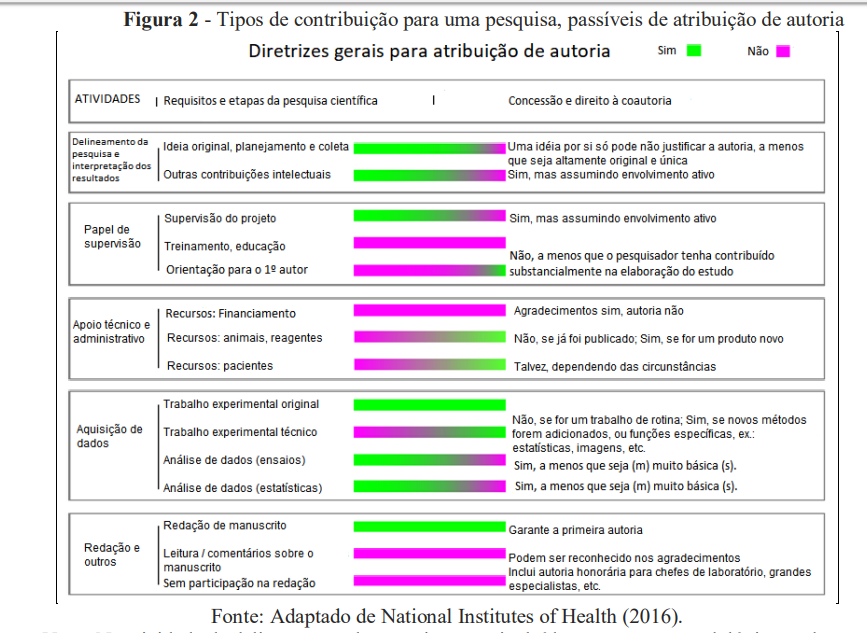 Figura 2 - Tipos de contribuição para uma pesquisa, passíveis de atribuição de autoria
Diretrizes gerais para atribuição de autoria
Sim
Não
ATIVIDADES
Requisitos e etapas da pesquisa científica
Concessão e direito à coautoria
Delineamento da
pesquisa e
interpretação dos
resultados
Ideia original, planejamento e coleta
Uma idéia por si só pode não justificar a autoria, a menos
que seja altamente original e única
Outras contribuições intelectuais
Sim, mas assumindo envolvimento ativo
Papel de
supervisão
Supervisão do projeto
Sim, mas assumindo envolvimento ativo
Treinamento, educação
Orientação para o 1º autor
Não, a menos que o pesquisador tenha contribuído
substancialmente na elaboração do estudo
Apoio técnico e
administrativo
Recursos: Financiamento
Agradecimentos sim, autoria não
Recursos: animais, reagentes
Não, se já foi publicado; Sim, se for um produto novo
Recursos: pacientes
Talvez, dependendo das circunstâncias
Aquisição de
dados
Trabalho experimental original
Trabalho experimental técnico
Não, se for um trabalho de rotina; Sim, se novos métodos
forem adicionados, ou funções específicas, ex.:
estatísticas, imagens, etc.
Análise de dados (ensaios)
Sim, a menos que seja (m) muito básica (s).
Análise de dados (estatísticas)
Sim, a menos que seja (m) muito básica (s).
Redação e
outros
Redação de manuscrito
Garante a primeira autoria
Leitura / comentários sobre o
manuscrito
Podem ser reconhecido nos agradecimentos
Sem participação na redação
Inclui autoria honorária para chefes de laboratório, grandes
especialistas, etc.
Fonte: Adaptado de National Institutes of Health (2016).